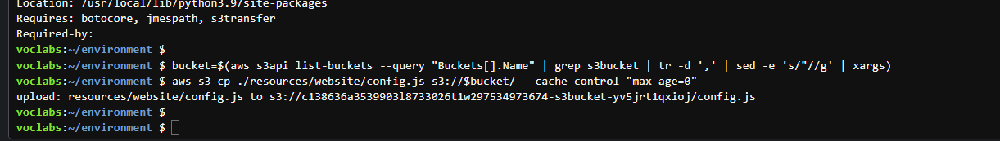 Location: /usr/local/lib/python3.9/site-packages
Requires: botocore, jmespath, s3transfer
Required-by:
voclabs:~/environment $
voclabs:~/environment $ bucket=$(aws s3api list-buckets --query "Buckets[].Name" | grep s3bucket | tr -d ',' | sed -e 's/"//g' | xargs)
voclabs:~/environment $ aws s3 cp ./resources/website/config.js s3://$bucket/ --cache-control "max-age=0"
upload: resources/website/config.js to s3://c138636a3539903l8733026t1w297534973674-s3bucket-yv5jrt1qxioj/config.js
voclabs:~/environment $
voclabs:~/environment $